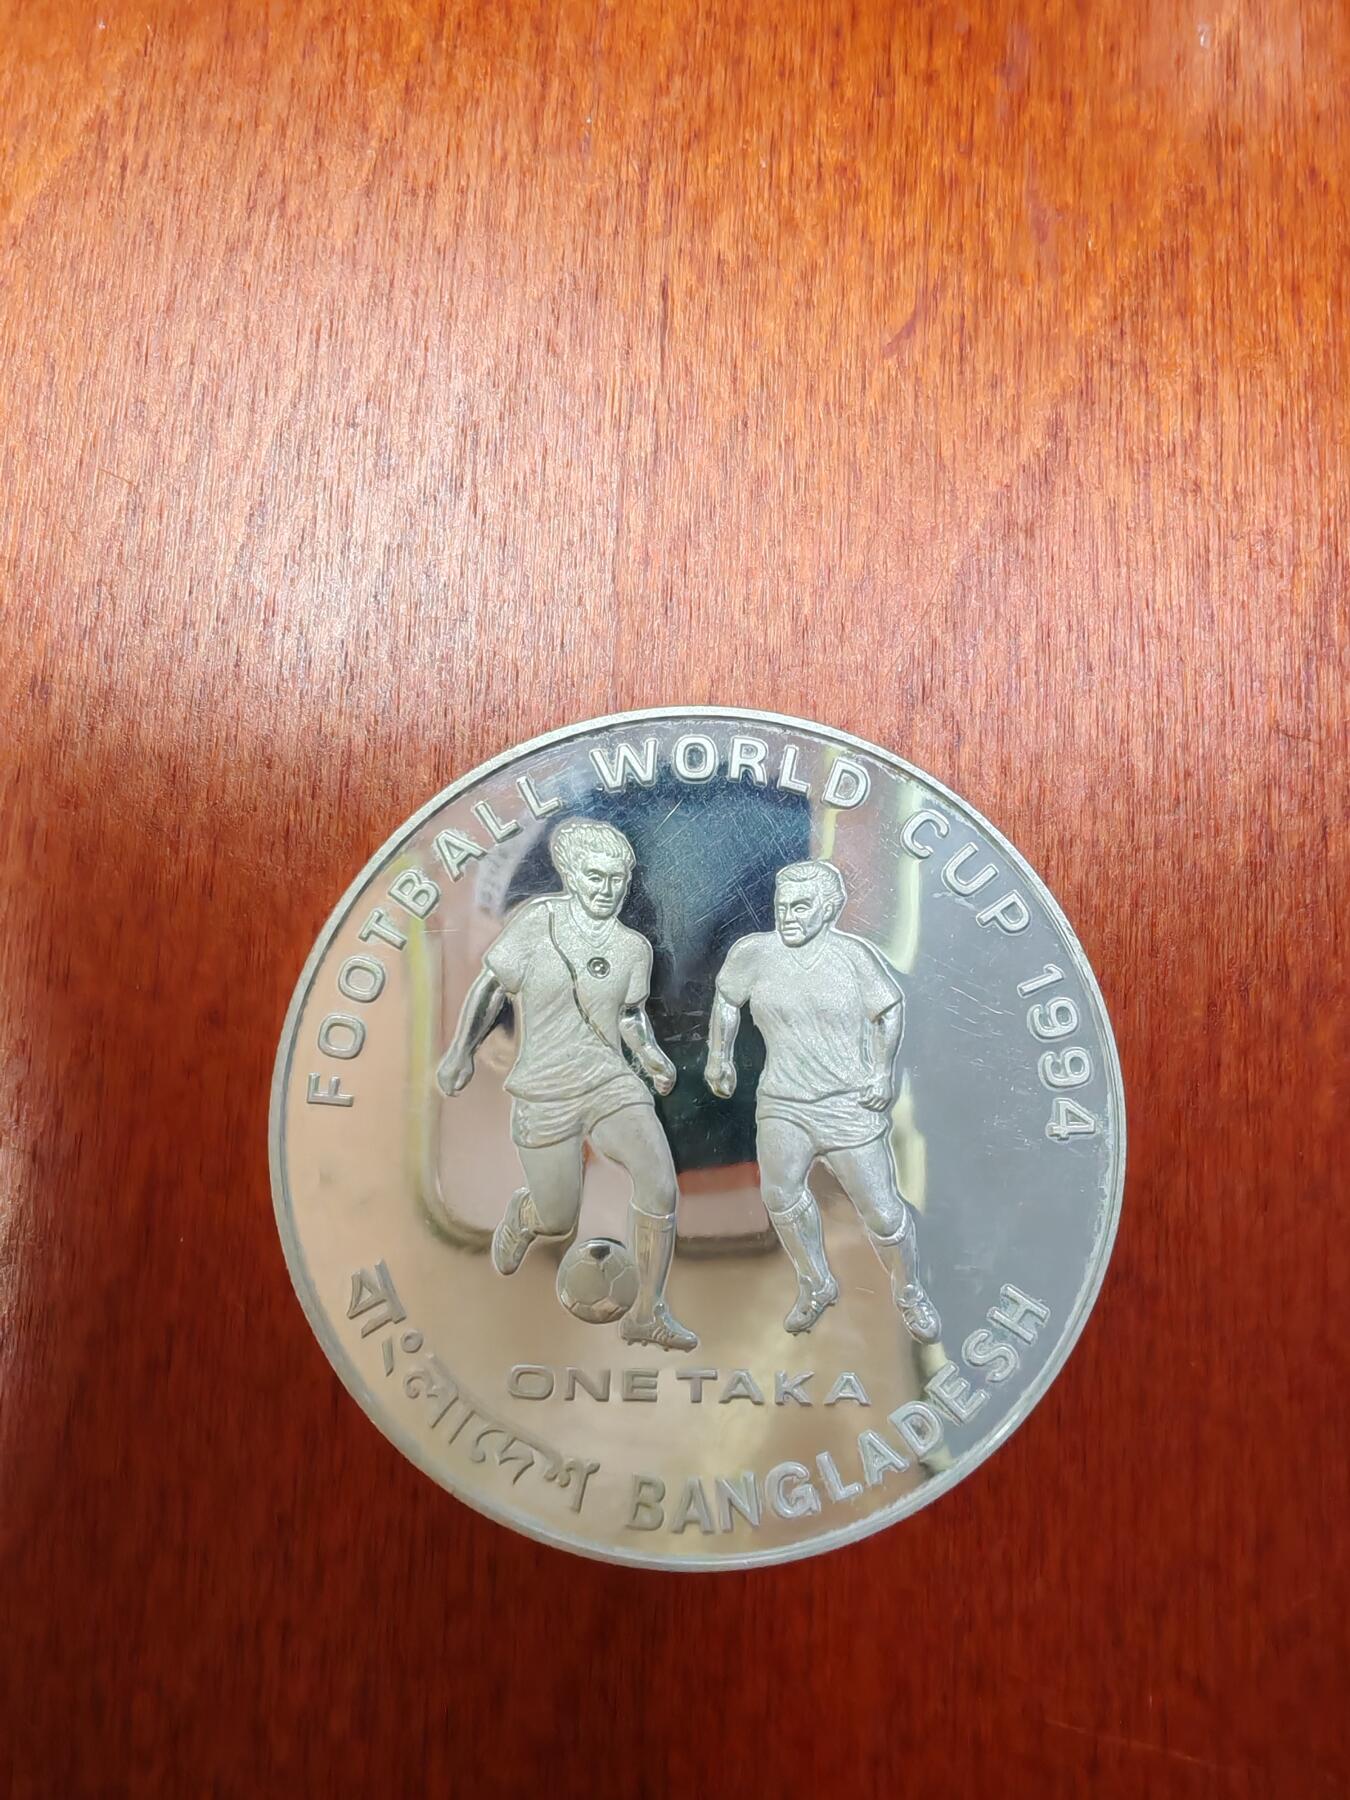 FOOTBALL WORLD CUP 1994
ONE TAKA
বাংলাদেশ BANGLADESH